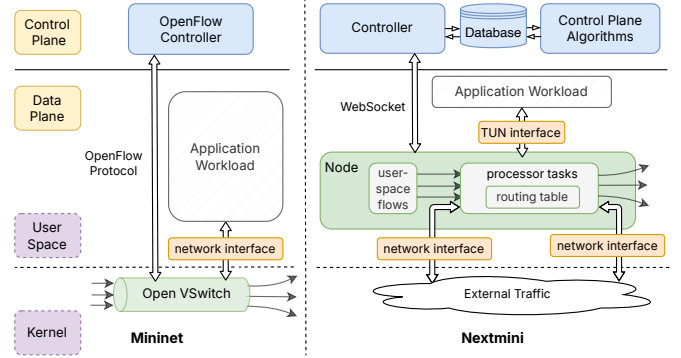 Control
Plane
OpenFlow
Controller
Controller
Database
Control Plane
Algorithms
Data
Plane
OpenFlow
Protocol
Application
Workload
WebSocket
Application Workload
TUN interface
Node
user-
space
flows
processor tasks
routing table
User
Space
network interface
network interface
network interface
Kernel
Open VSwitch
External Traffic
Mininet
Nextmini